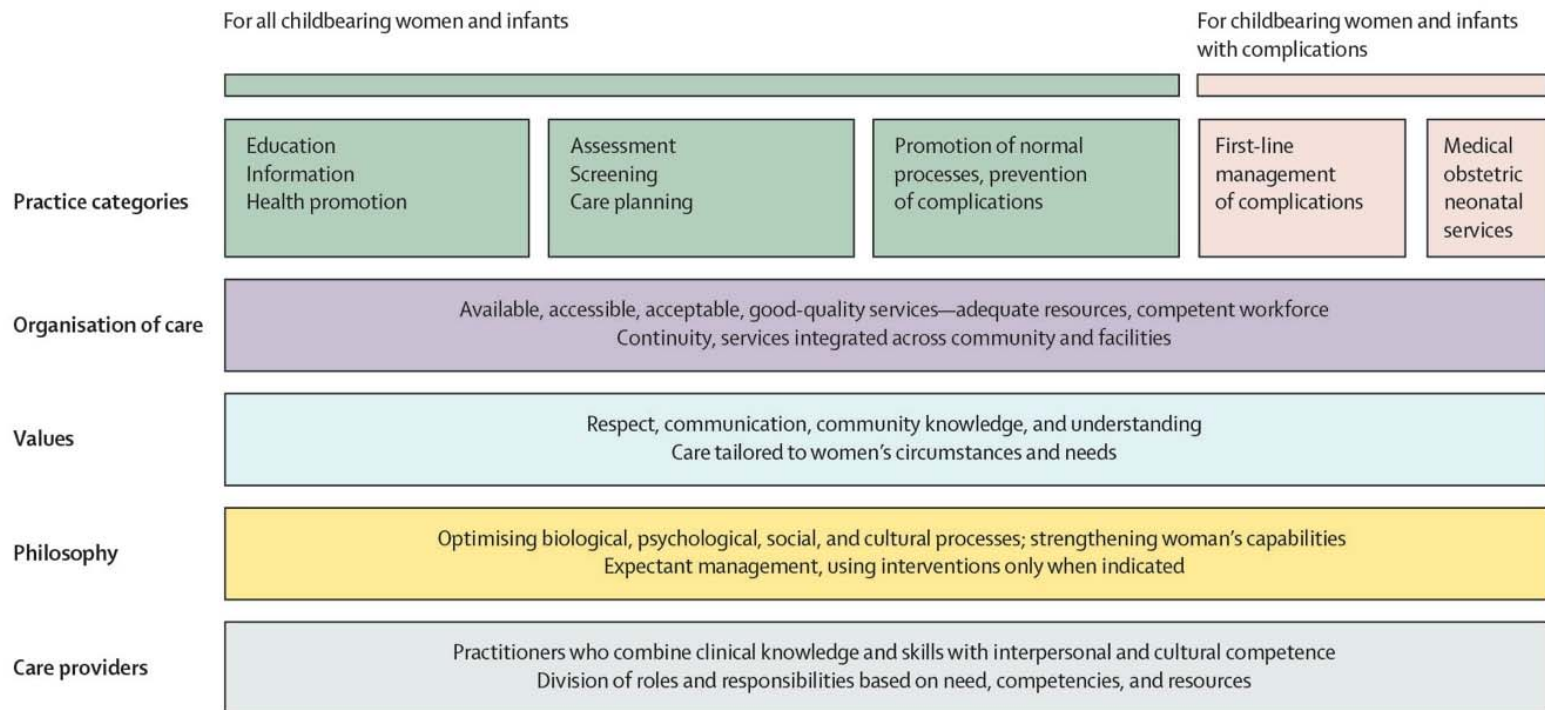 For all childbearing women and infants
For childbearing women and infants
with complications
Practice categories
Education
Information
Health promotion
Assessment
Screening
Care planning
Promotion of normal
processes, prevention
of complications
First-line
management
of complications
Medical
obstetric
neonatal
services
Organisation of care
Available, accessible, acceptable, good-quality services—adequate resources, competent workforce
Continuity, services integrated across community and facilities
Values
Respect, communication, community knowledge, and understanding
Care tailored to women's circumstances and needs
Philosophy
Optimising biological, psychological, social, and cultural processes; strengthening woman's capabilities
Expectant management, using interventions only when indicated
Care providers
Practitioners who combine clinical knowledge and skills with interpersonal and cultural competence
Division of roles and responsibilities based on need, competencies, and resources